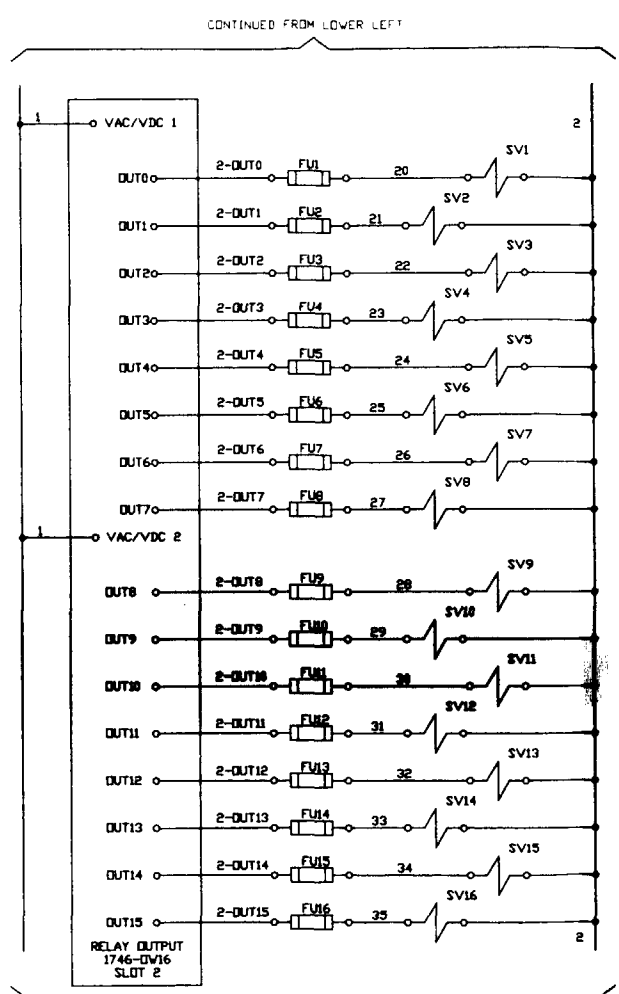 CONTINUED FROM LOWER LEFT
1 VAC/VDC 1 2
OUT0 2-OUT0 FU1 20 SV1
OUT1 2-OUT1 FU2 21 SV2
OUT2 2-OUT2 FU3 22 SV3
OUT3 2-OUT3 FU4 23 SV4
OUT4 2-OUT4 FU5 24 SV5
OUT5 2-OUT5 FU6 25 SV6
OUT6 2-OUT6 FU7 26 SV7
OUT7 2-OUT7 FU8 27 SV8
1 VAC/VDC 2
OUT8 2-OUT8 FU9 28 SV9
OUT9 2-OUT9 FU10 29 SV10
OUT10 2-OUT10 FU11 30 SV11
OUT11 2-OUT11 FU12 31 SV12
OUT12 2-OUT12 FU13 32 SV13
OUT13 2-OUT13 FU14 33 SV14
OUT14 2-OUT14 FU15 34 SV15
OUT15 2-OUT15 FU16 35 SV16
2
RELAY OUTPUT
1746-OW16
SLOT 2